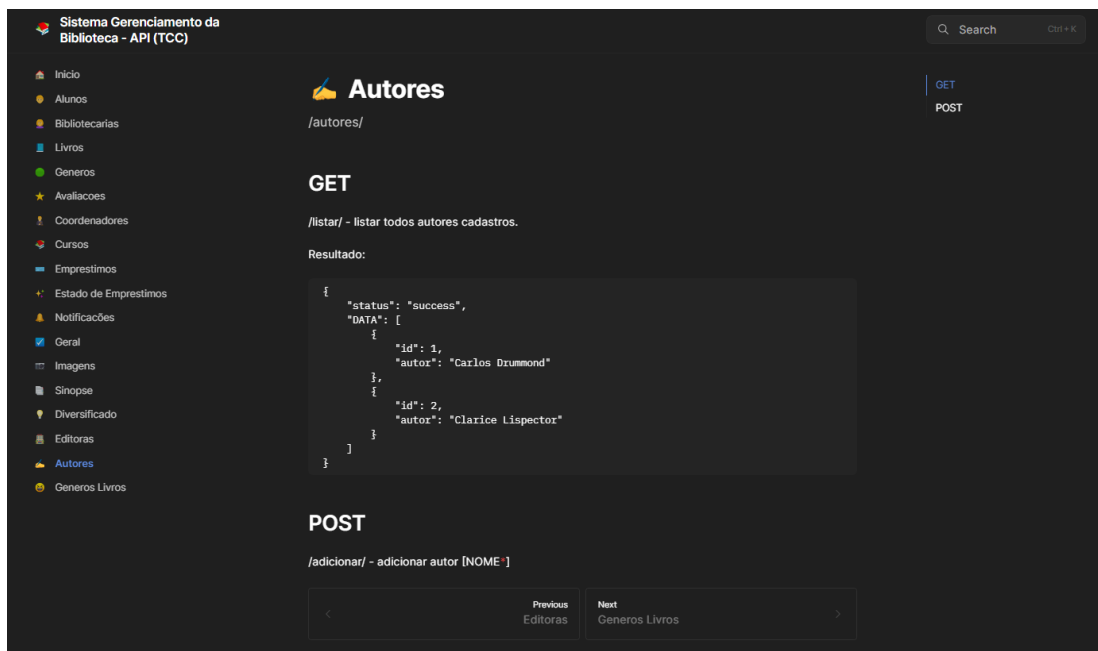 Sistema Gerenciamento da
Biblioteca - API (TCC)
Search
Ctrl + K
Inicio
Alunos
Bibliotecarias
Livros
Generos
Avaliacoes
Coordenadores
Cursos
Emprestimos
Estado de Emprestimos
Notificacões
Geral
Imagens
Sinopse
Diversificado
Editoras
Autores
Generos Livros
Autores
/autores/
GET
/listar/ - listar todos autores cadastros.
Resultado:
{
"status": "success",
"DATA": [
{
"id": 1,
"autor": "Carlos Drummond"
},
{
"id": 2,
"autor": "Clarice Lispector"
}
]
}
POST
/adicionar/ - adicionar autor [NOME*]
Previous
Editoras
Next
Generos Livros
GET
POST